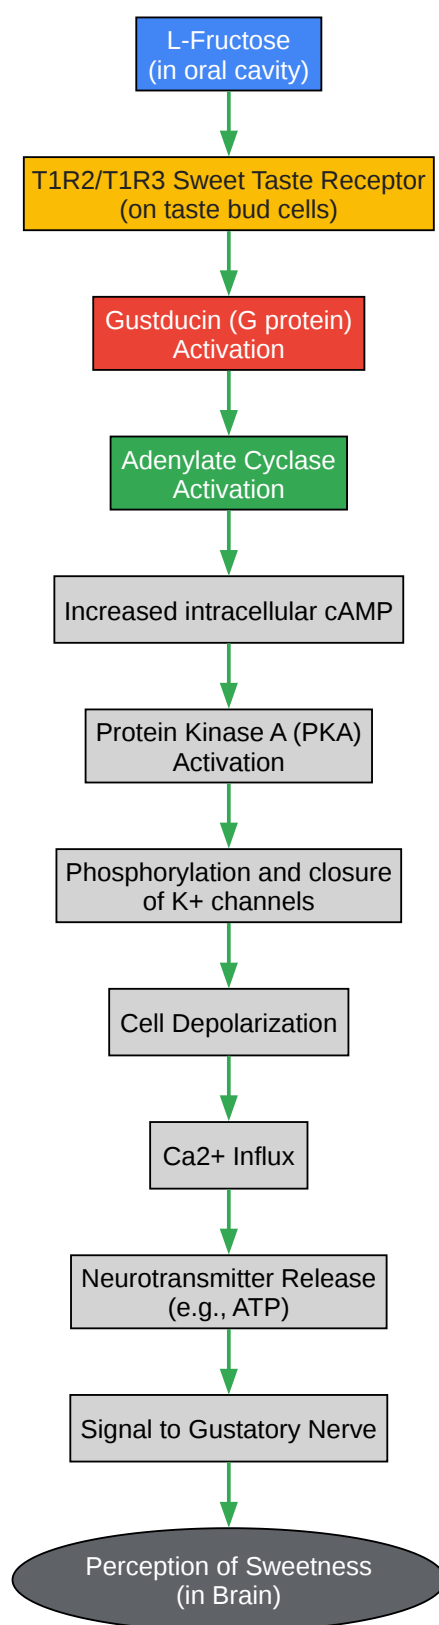 L-Fructose
(in oral cavity)
T1R2/T1R3 Sweet Taste Receptor
(on taste bud cells)
Gustducin (G protein)
Activation
Adenylate Cyclase
Activation
Increased intracellular cAMP
Protein Kinase A (PKA)
Activation
Phosphorylation and closure
of K+ channels
Cell Depolarization
Ca2+ Influx
Neurotransmitter Release
(e.g., ATP)
Signal to Gustatory Nerve
Perception of Sweetness
(in Brain)